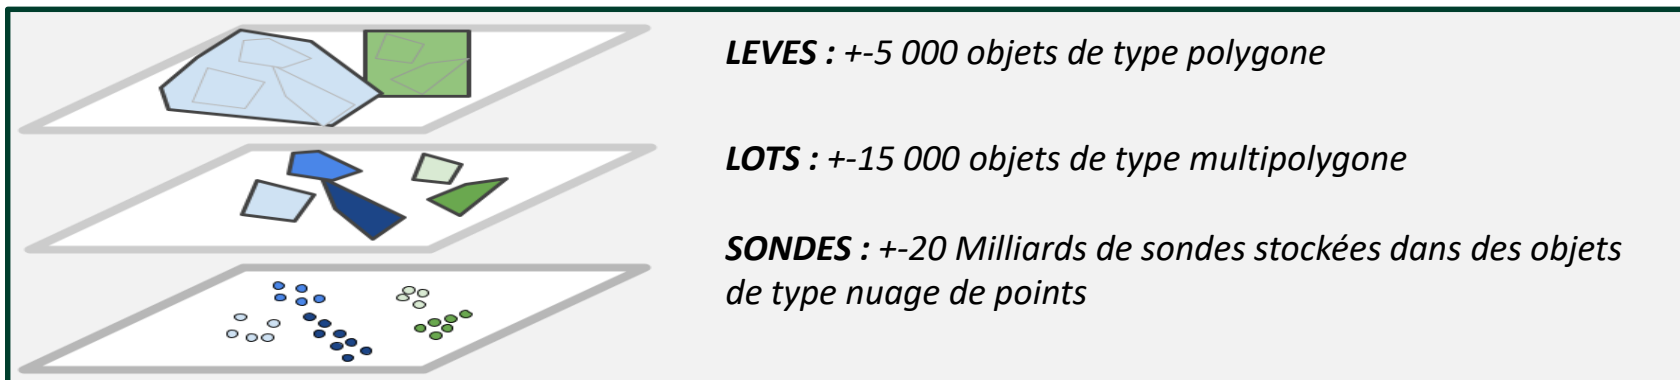 LEVES : +-5 000 objets de type polygone
LOTS : +-15 000 objets de type multipolygone
SONDES : +-20 Milliards de sondes stockées dans des objets
de type nuage de points